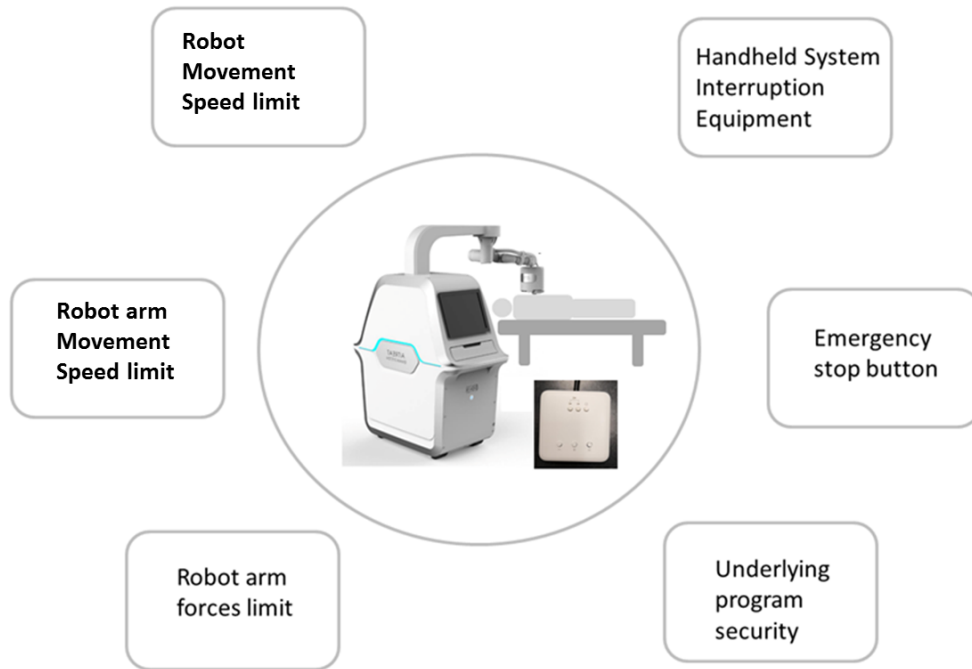 Robot
Movement
Speed limit
Handheld System
Interruption
Equipment
Robot arm
Movement
Speed limit
Emergency
stop button
Robot arm
forces limit
Underlying
program
security